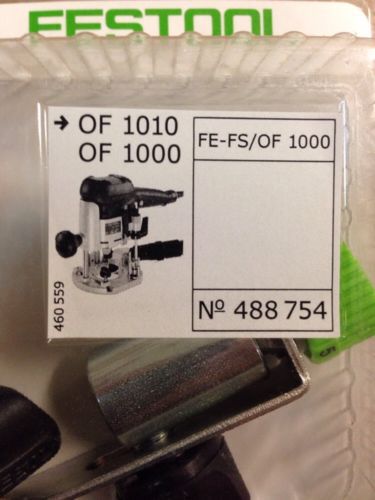 FESTOOL
→ OF 1010
OF 1000
FE-FS/OF 1000
460 559
Nº 488 754